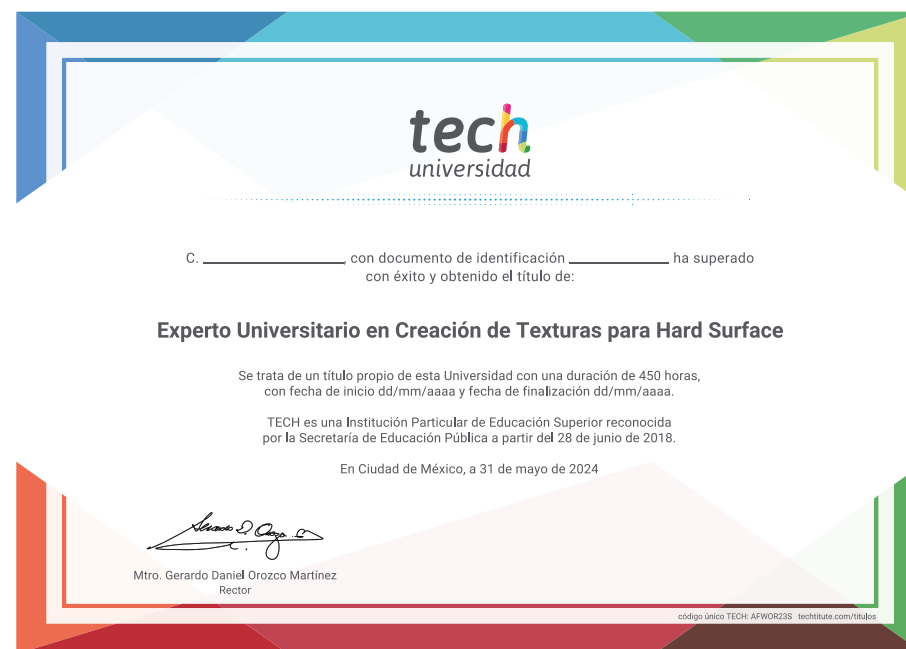 tech
universidad
C. ____________, con documento de identificación ____________ ha superado
con éxito y obtenido el título de:
Experto Universitario en Creación de Texturas para Hard Surface
Se trata de un título propio de esta Universidad con una duración de 450 horas,
con fecha de inicio dd/mm/aaaa y fecha de finalización dd/mm/aaaa.
TECH es una Institución Particular de Educación Superior reconocida
por la Secretaría de Educación Pública a partir del 28 de junio de 2018.
En Ciudad de México, a 31 de mayo de 2024
Mtro. Gerardo Daniel Orozco Martínez
Rector
código único TECH: AFWOR23S techtitute.com/titulos